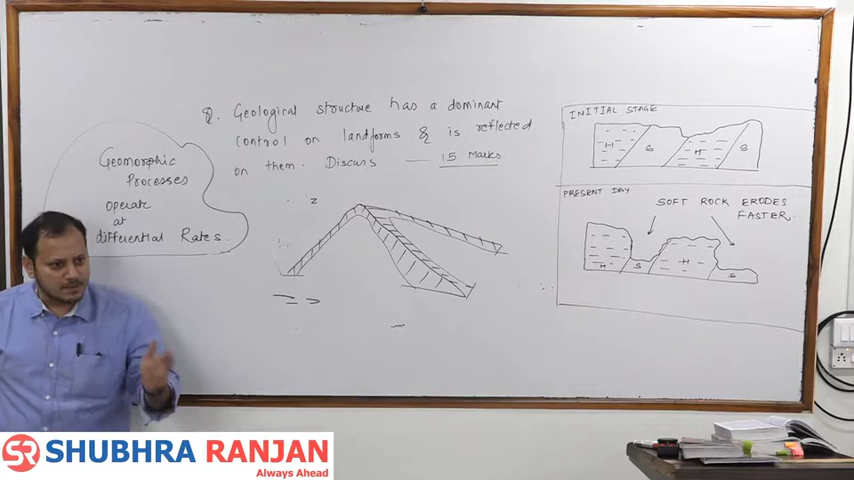 Q. Geological structure has a dominant
control on landforms & is reflected
on them. Discuss — 15 Marks.
Geomorphic
Processes
operate
at
differential Rates.
INITIAL STAGE
H S H S
PRESENT DAY
SOFT ROCK ERODES
FASTER.
H S H S
SR SHUBHRA RANJAN
Always Ahead